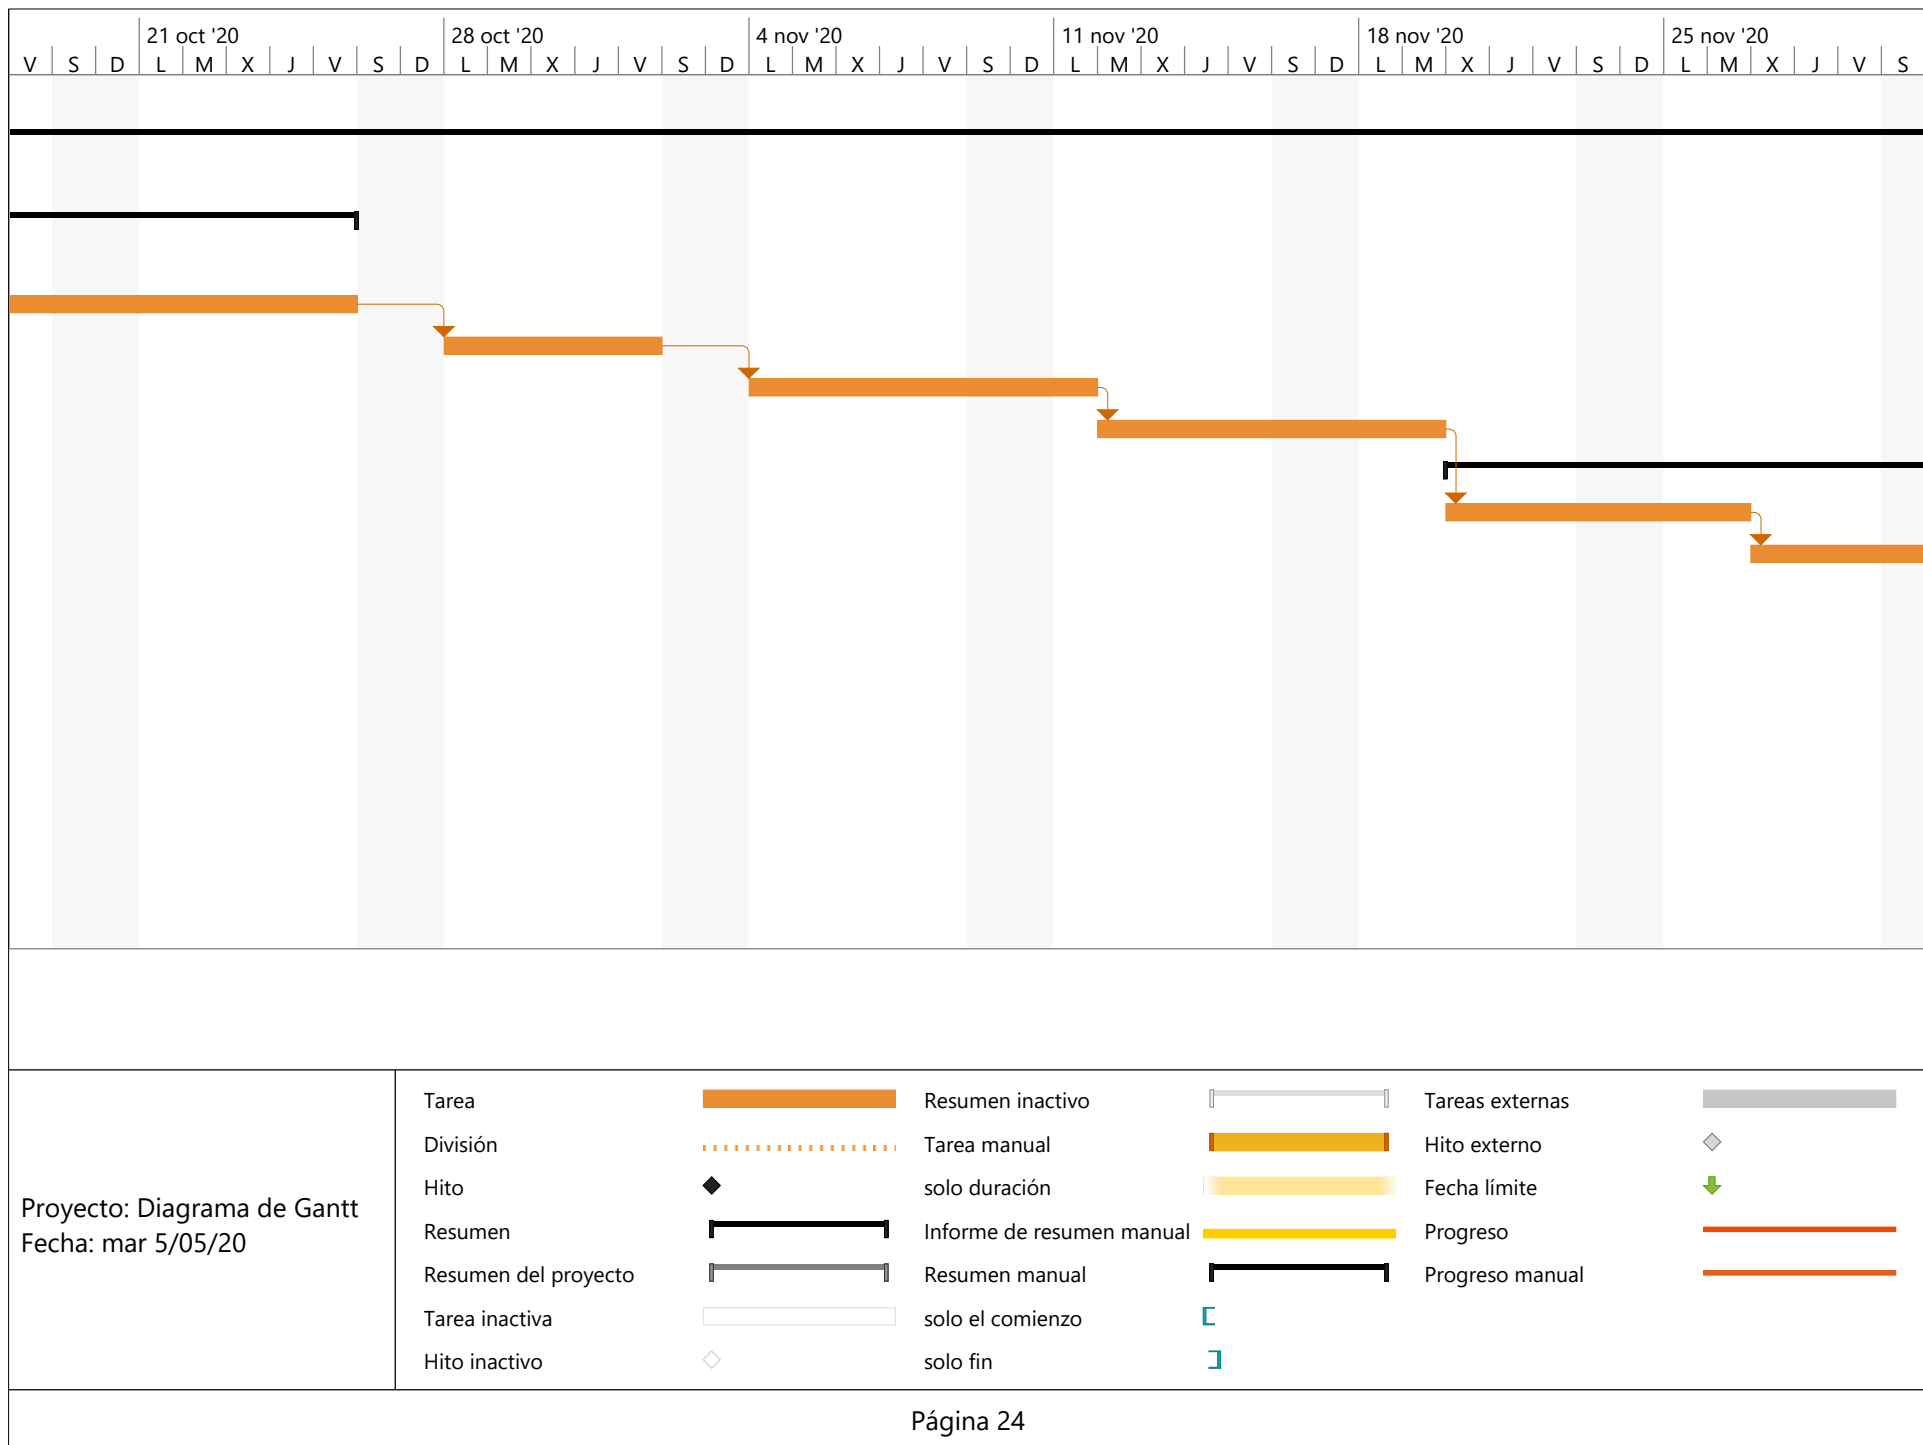 21 oct '20 28 oct '20 4 nov '20 11 nov '20 18 nov '20 25 nov '20
V S D L M X J V S D L M X J V S D L M X J V S D L M X J V S D L M X J V S D L M X J V S
Tarea
División
Hito
Resumen
Resumen del proyecto
Tarea inactiva
Hito inactivo
Resumen inactivo
Tarea manual
solo duración
Informe de resumen manual
Resumen manual
solo el comienzo
solo fin
Tareas externas
Hito externo
Fecha límite
Progreso
Progreso manual
Proyecto: Diagrama de Gantt
Fecha: mar 5/05/20
Página 24